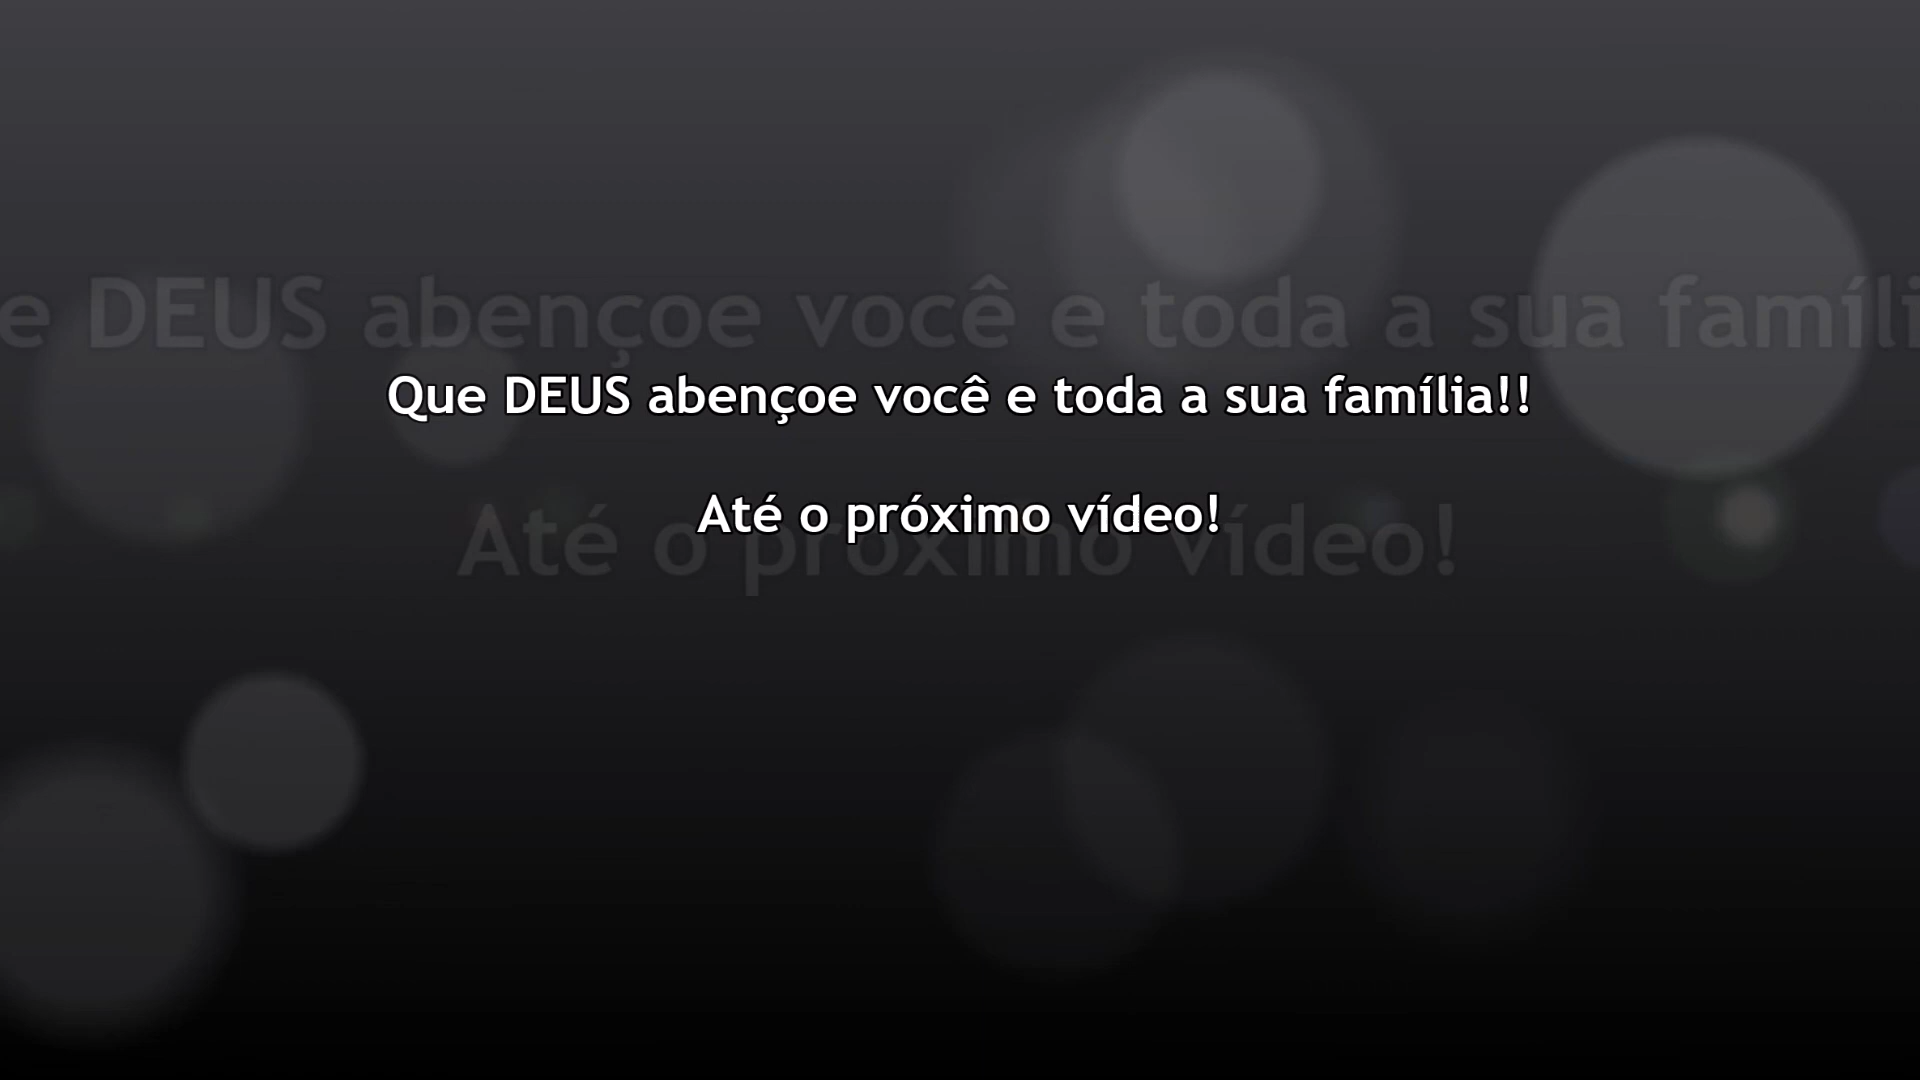 e DEUS abençoe você e toda a sua famíli
Que DEUS abençoe você e toda a sua família!!
Até o próximo vídeo!
Até o próximo vídeo!